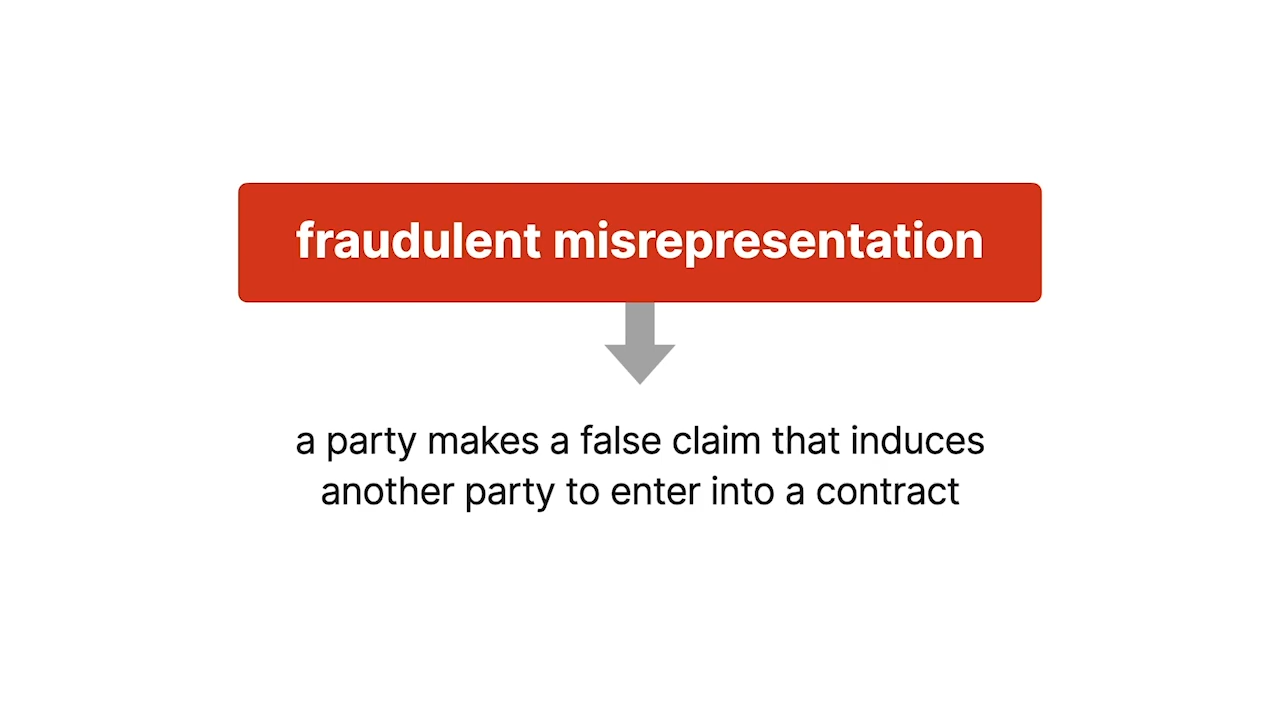 fraudulent misrepresentation
a party makes a false claim that induces
another party to enter into a contract